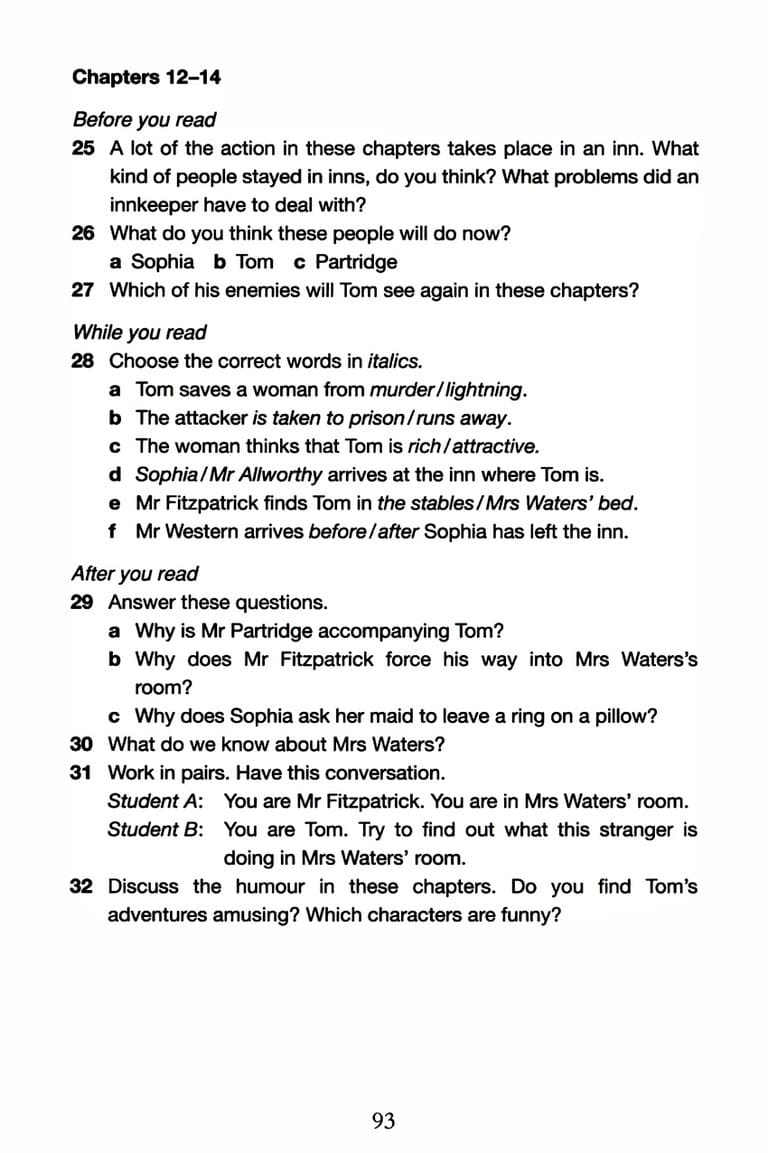 Chapters 12–14
Before you read
25 A lot of the action in these chapters takes place in an inn. What
kind of people stayed in inns, do you think? What problems did an
innkeeper have to deal with?
26 What do you think these people will do now?
a Sophia b Tom c Partridge
27 Which of his enemies will Tom see again in these chapters?
While you read
28 Choose the correct words in italics.
a Tom saves a woman from murder/lightning.
b The attacker is taken to prison/runs away.
c The woman thinks that Tom is rich/attractive.
d Sophia/Mr Allworthy arrives at the inn where Tom is.
e Mr Fitzpatrick finds Tom in the stables/Mrs Waters’ bed.
f Mr Western arrives before/after Sophia has left the inn.
After you read
29 Answer these questions.
a Why is Mr Partridge accompanying Tom?
b Why does Mr Fitzpatrick force his way into Mrs Waters’s
room?
c Why does Sophia ask her maid to leave a ring on a pillow?
30 What do we know about Mrs Waters?
31 Work in pairs. Have this conversation.
Student A: You are Mr Fitzpatrick. You are in Mrs Waters’ room.
Student B: You are Tom. Try to find out what this stranger is
doing in Mrs Waters’ room.
32 Discuss the humour in these chapters. Do you find Tom’s
adventures amusing? Which characters are funny?
93